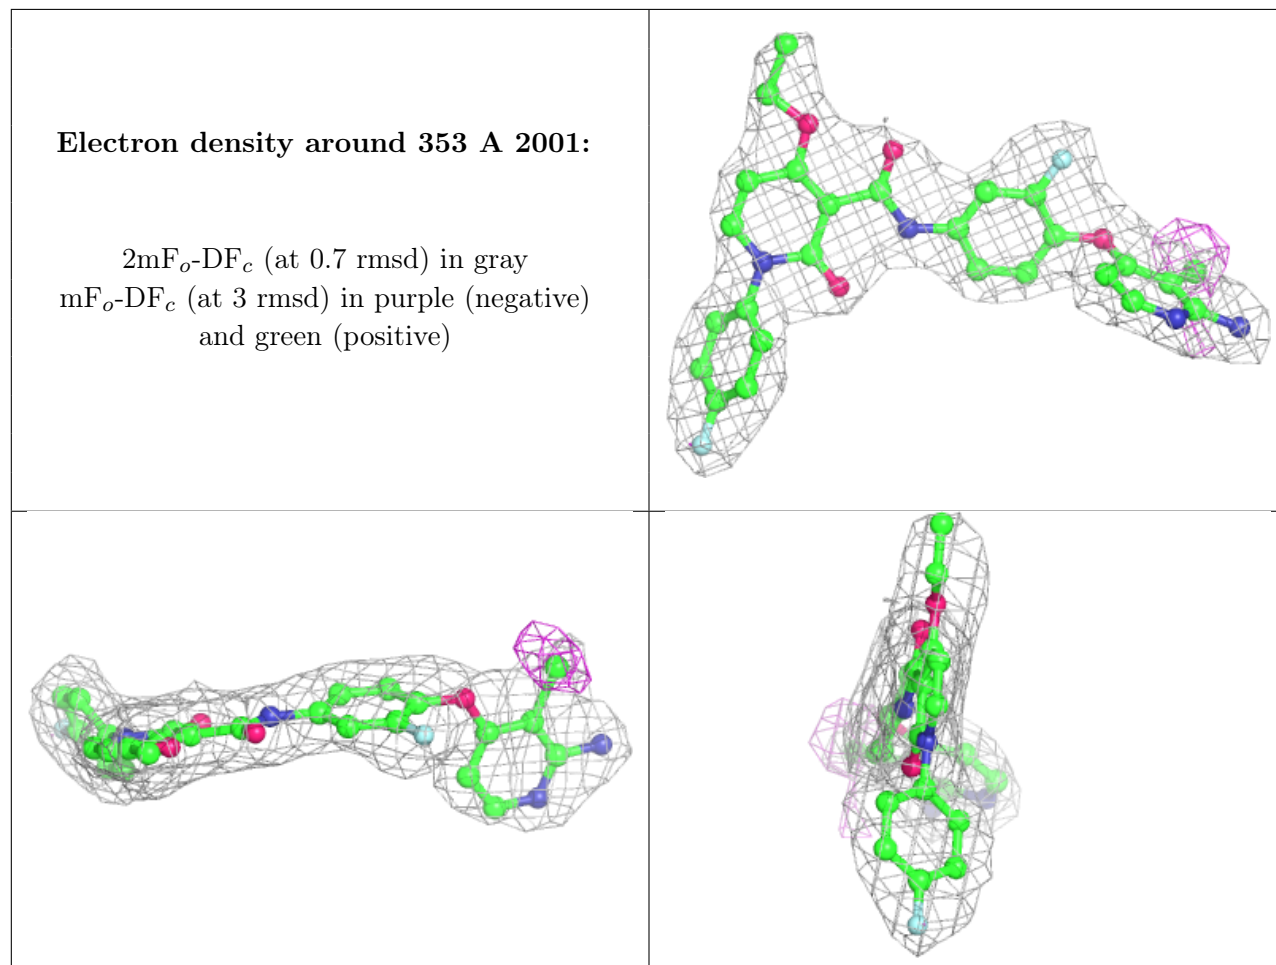 Electron density around 353 A 2001:
2mFₒ-DF𝒸 (at 0.7 rmsd) in gray
mFₒ-DF𝒸 (at 3 rmsd) in purple (negative)
and green (positive)